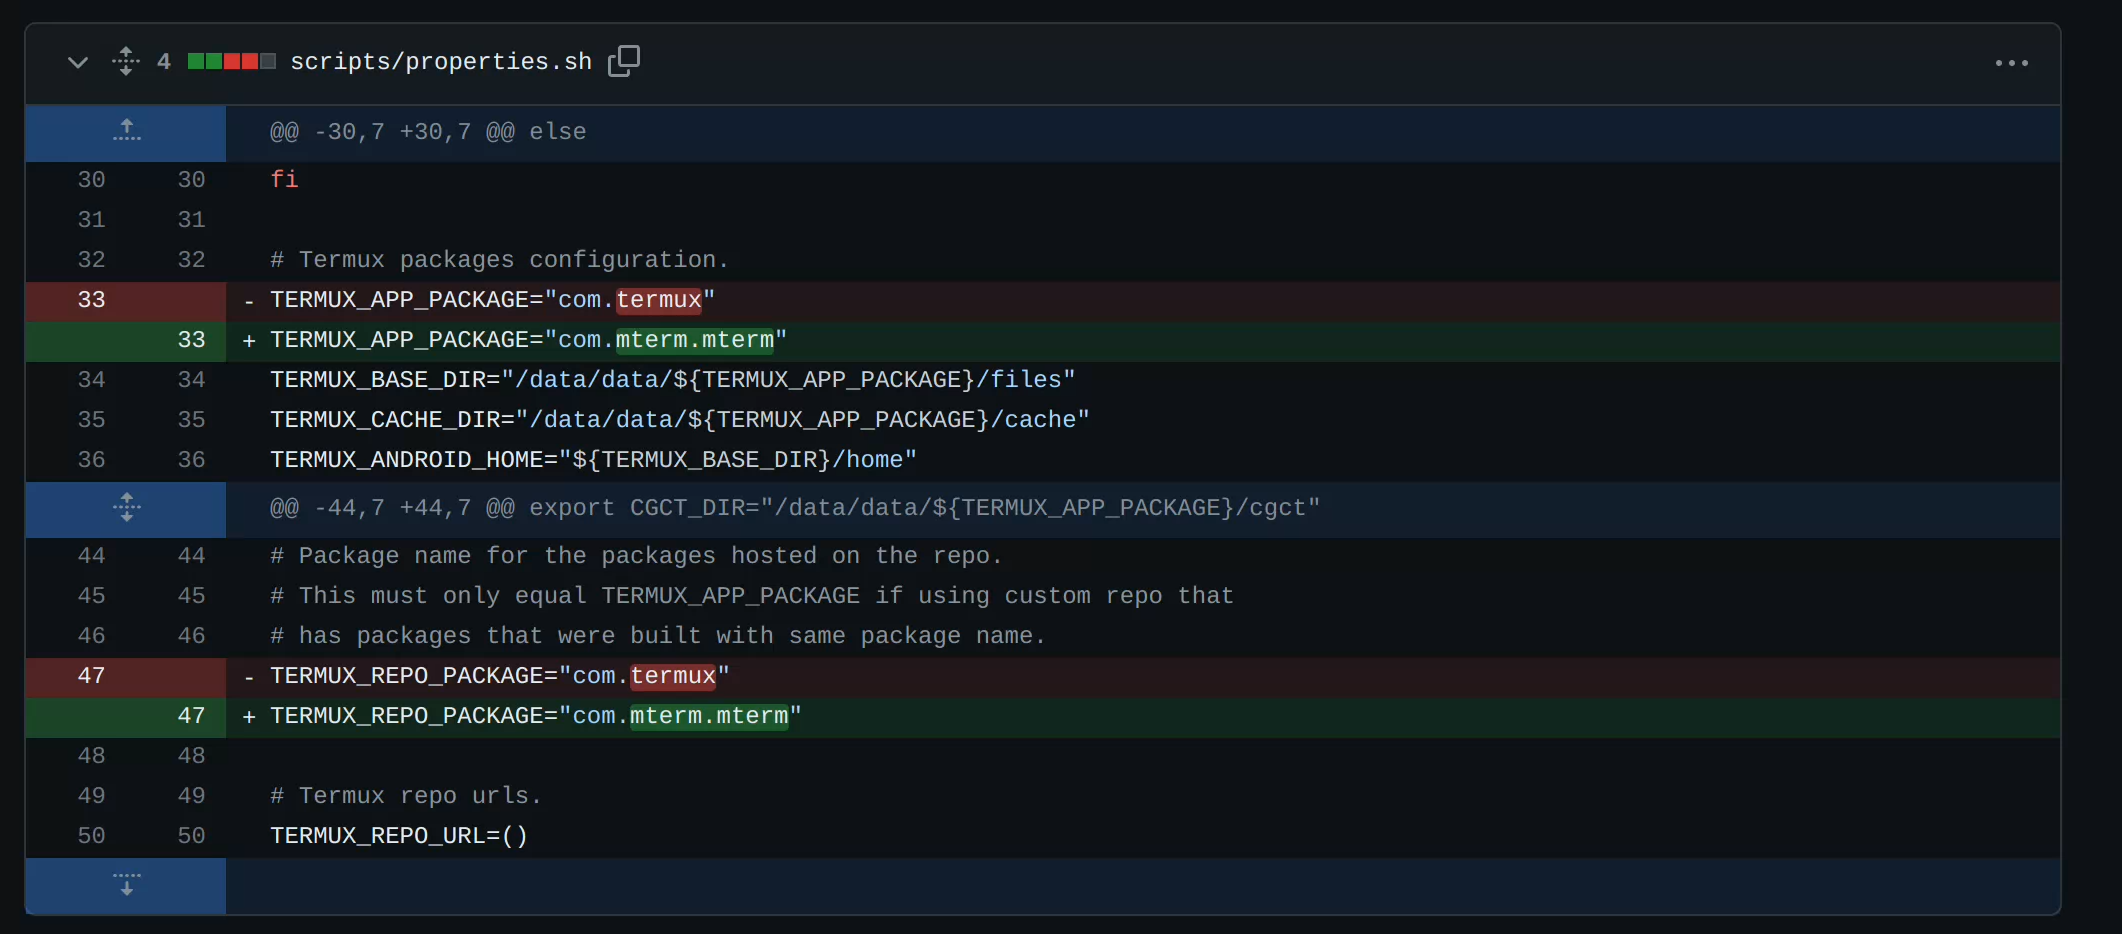 4 scripts/properties.sh
@@ -30,7 +30,7 @@ else
30 30 fi
31 31
32 32 # Termux packages configuration.
33 - TERMUX_APP_PACKAGE="com.termux"
33 + TERMUX_APP_PACKAGE="com.mterm.mterm"
34 34 TERMUX_BASE_DIR="/data/data/${TERMUX_APP_PACKAGE}/files"
35 35 TERMUX_CACHE_DIR="/data/data/${TERMUX_APP_PACKAGE}/cache"
36 36 TERMUX_ANDROID_HOME="${TERMUX_BASE_DIR}/home"
@@ -44,7 +44,7 @@ export CGCT_DIR="/data/data/${TERMUX_APP_PACKAGE}/cgct"
44 44 # Package name for the packages hosted on the repo.
45 45 # This must only equal TERMUX_APP_PACKAGE if using custom repo that
46 46 # has packages that were built with same package name.
47 - TERMUX_REPO_PACKAGE="com.termux"
47 + TERMUX_REPO_PACKAGE="com.mterm.mterm"
48 48
49 49 # Termux repo urls.
50 50 TERMUX_REPO_URL=()